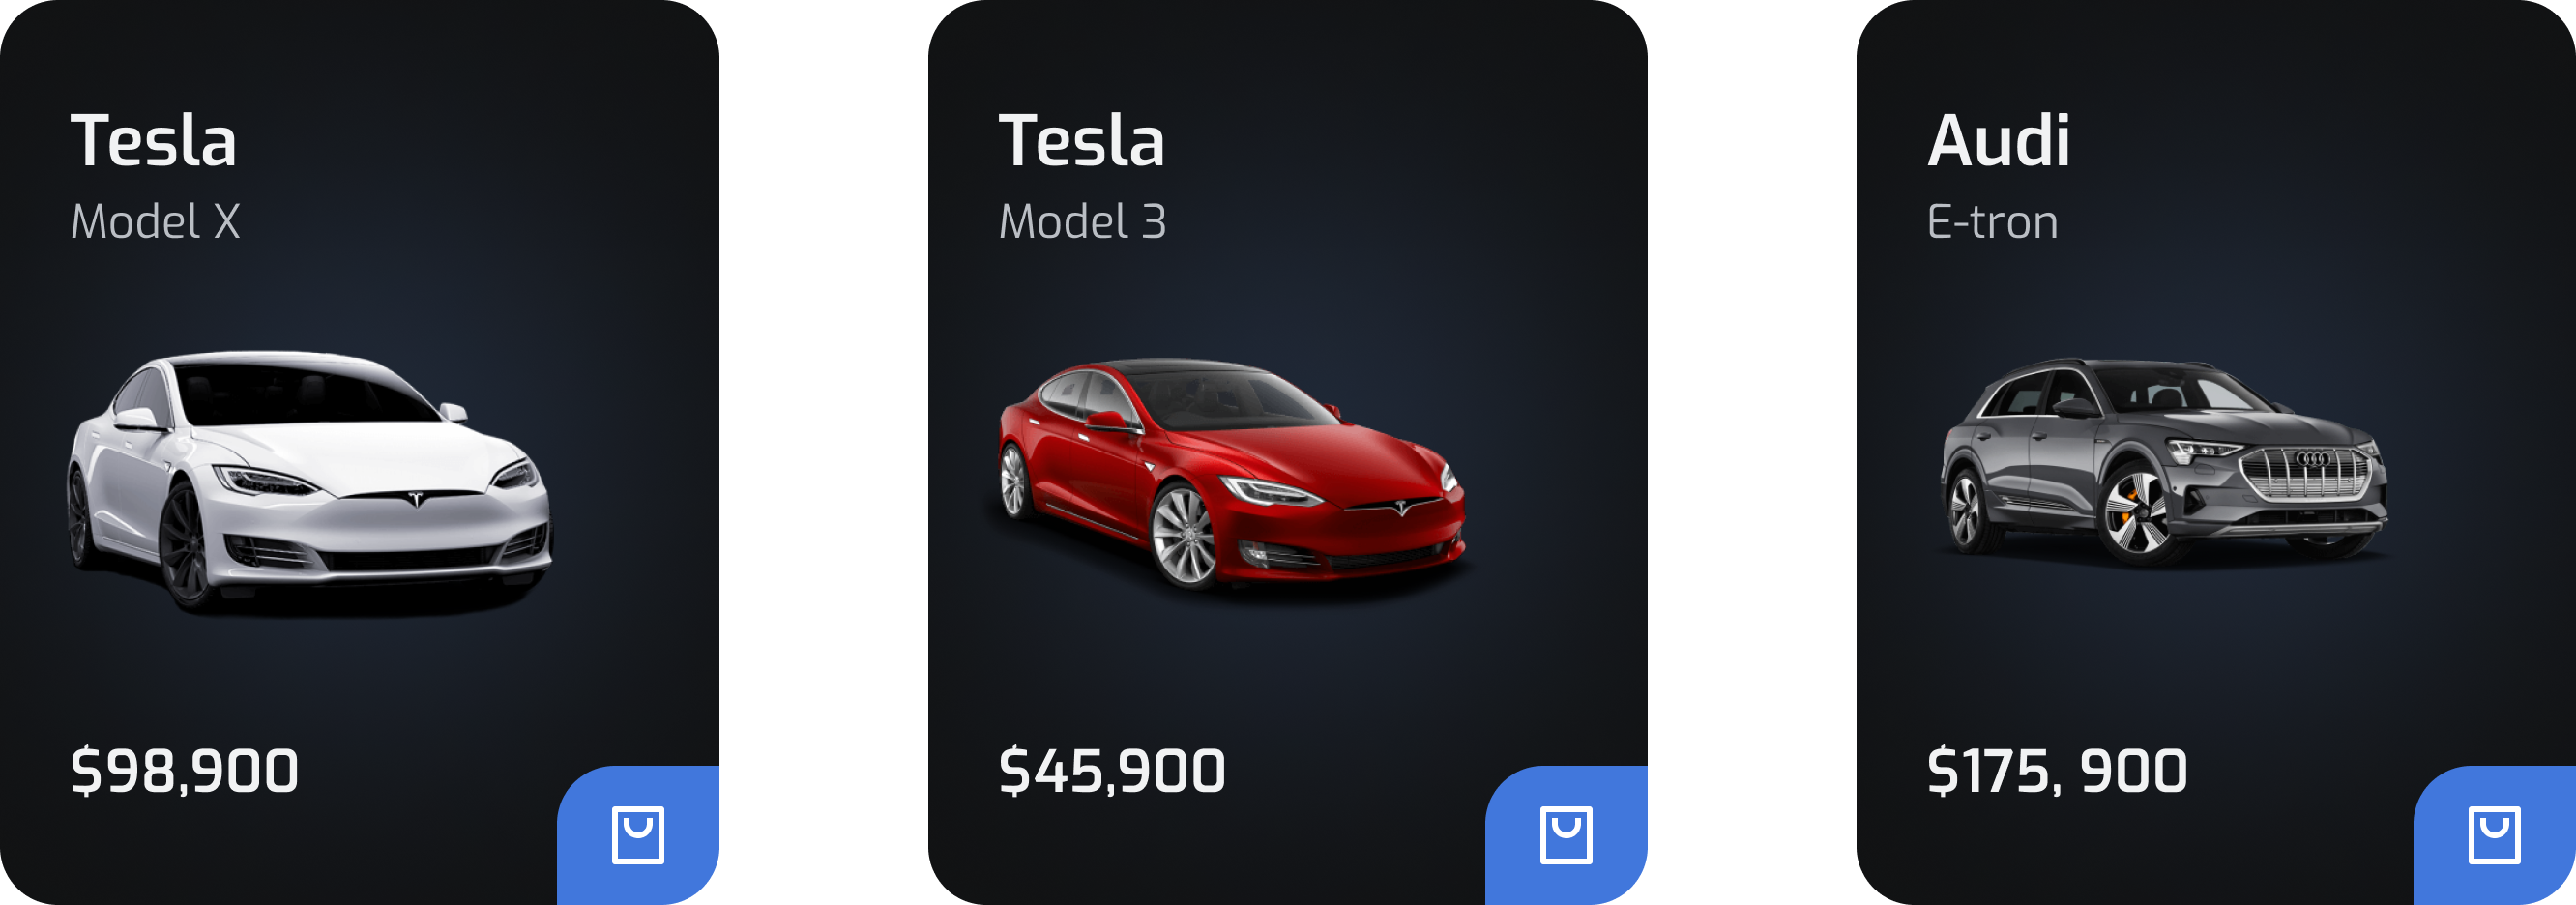 Tesla
Model X
$98,900
Tesla
Model 3
$45,900
Audi
E-tron
$175, 900